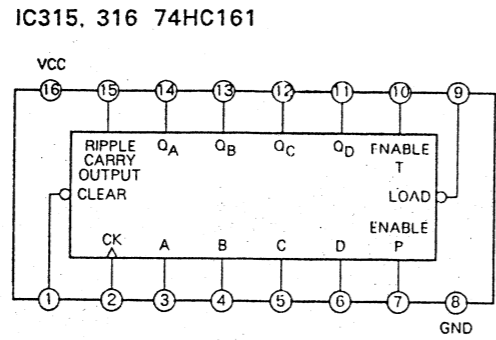 IC315, 316 74HC161
VCC
16 15 14 13 12 11 10 9
RIPPLE CARRY OUTPUT
QA QB QC QD
ENABLE T
CLEAR
LOAD
ENABLE P
CK A B C D
1 2 3 4 5 6 7 8
GND